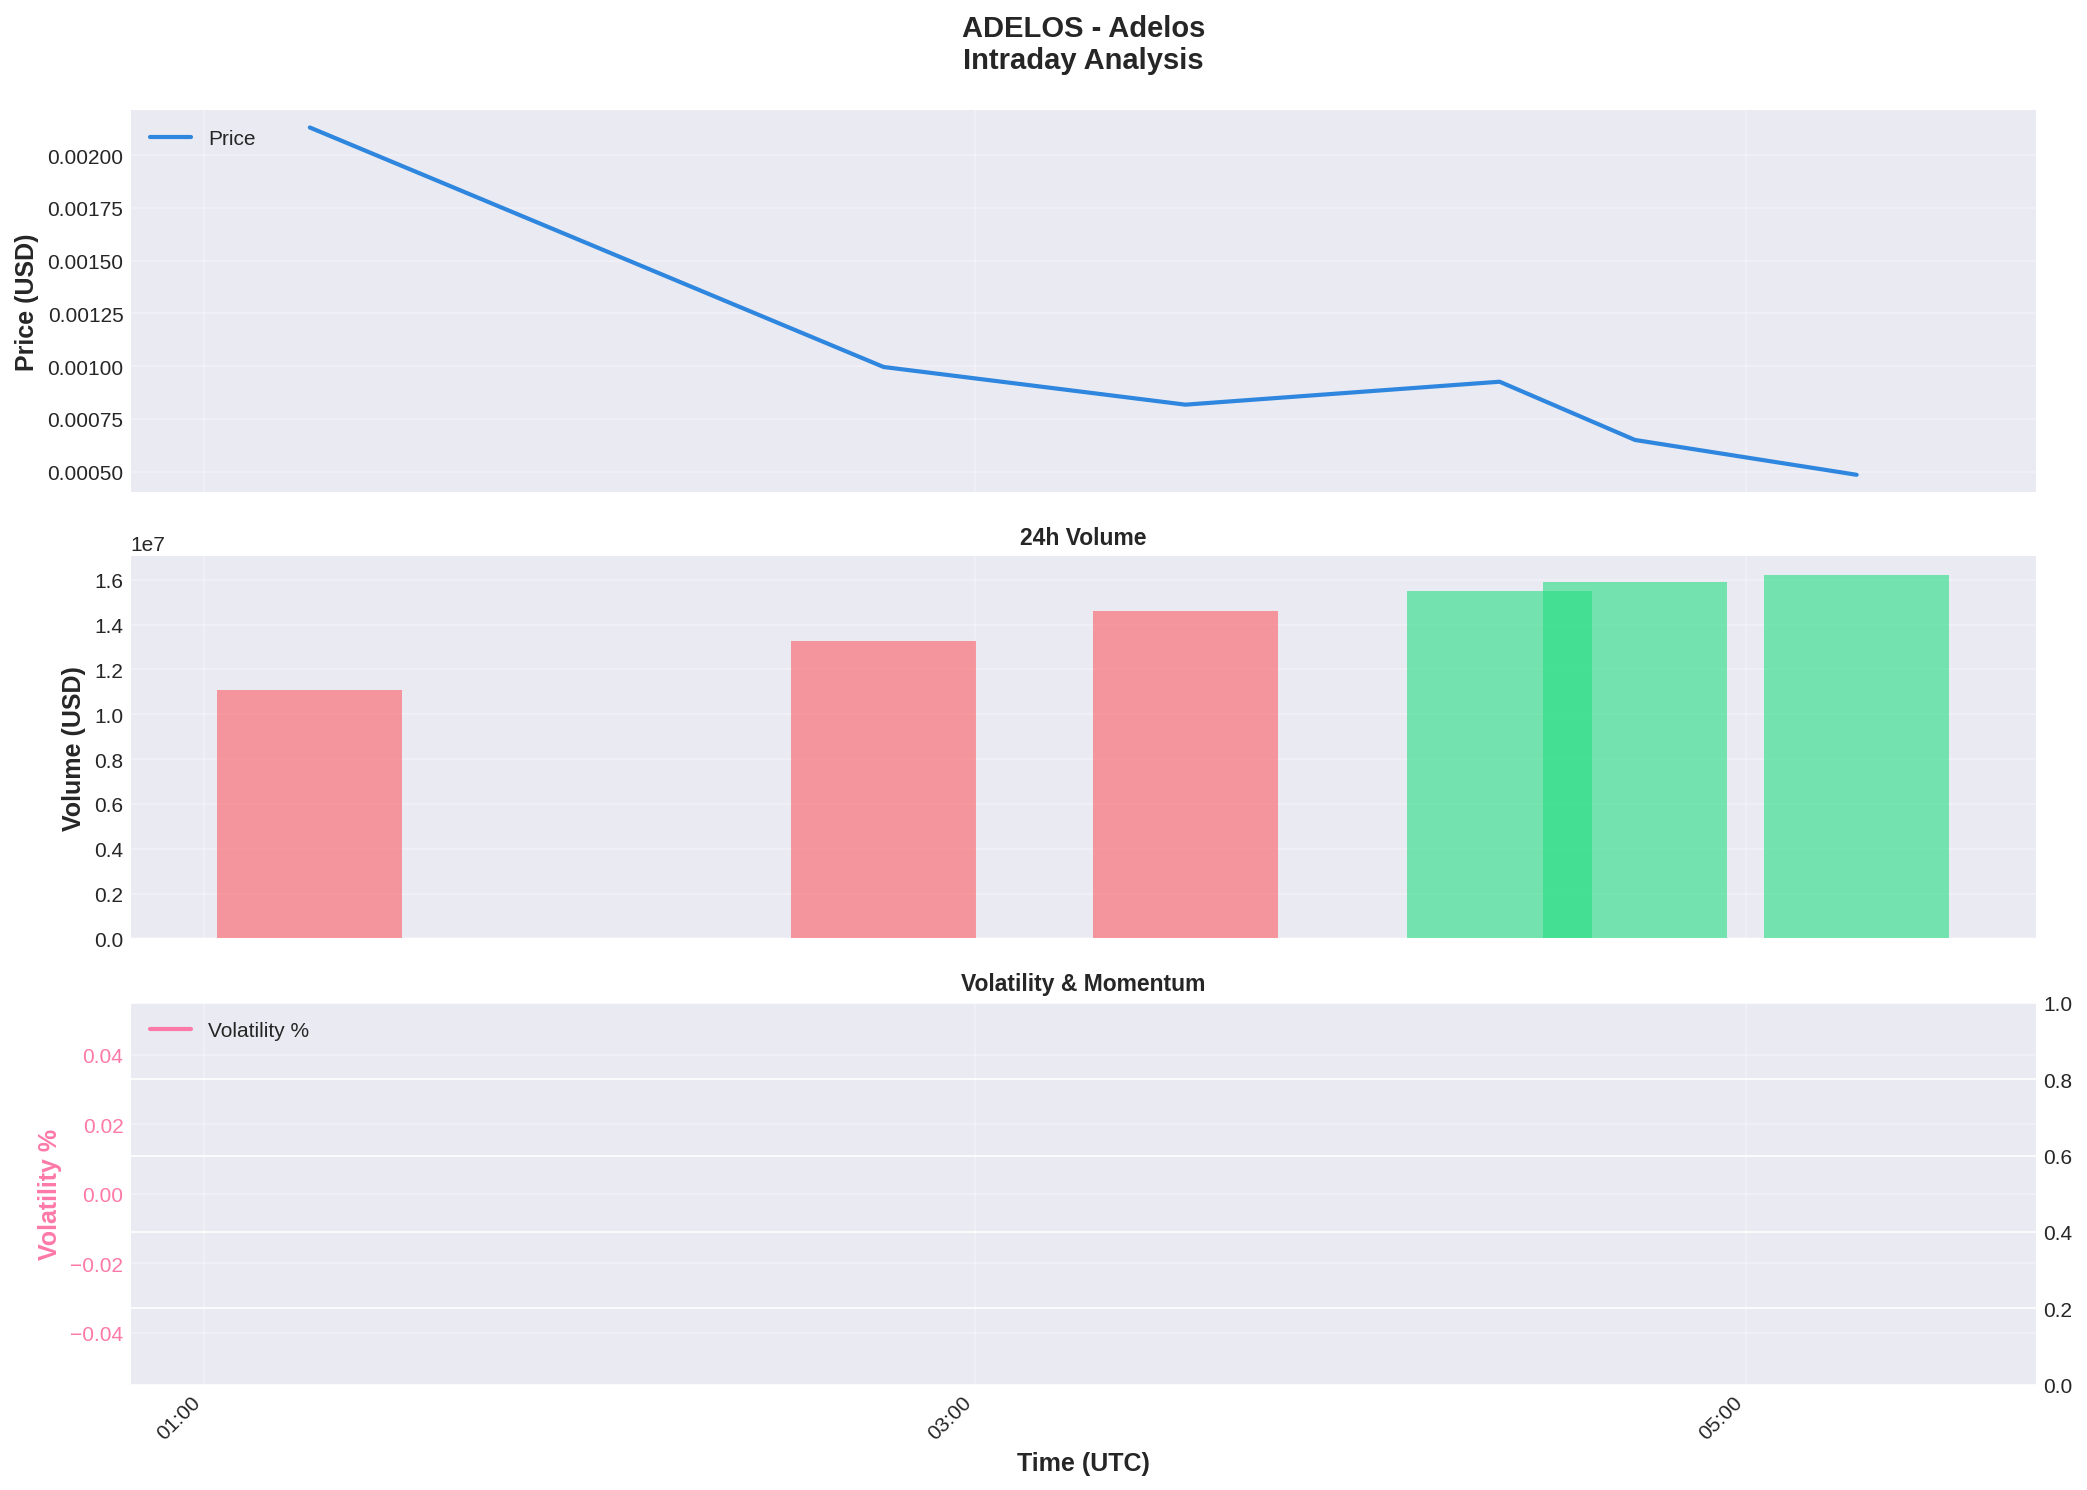 ADELOS - Adelos
Intraday Analysis
Price
Price (USD)
0.00200
0.00175
0.00150
0.00125
0.00100
0.00075
0.00050
24h Volume
1e7
Volume (USD)
1.6
1.4
1.2
1.0
0.8
0.6
0.4
0.2
0.0
Volatility & Momentum
Volatility %
Volatility %
0.04
0.02
0.00
−0.02
−0.04
1.0
0.8
0.6
0.4
0.2
0.0
01:00
03:00
05:00
Time (UTC)